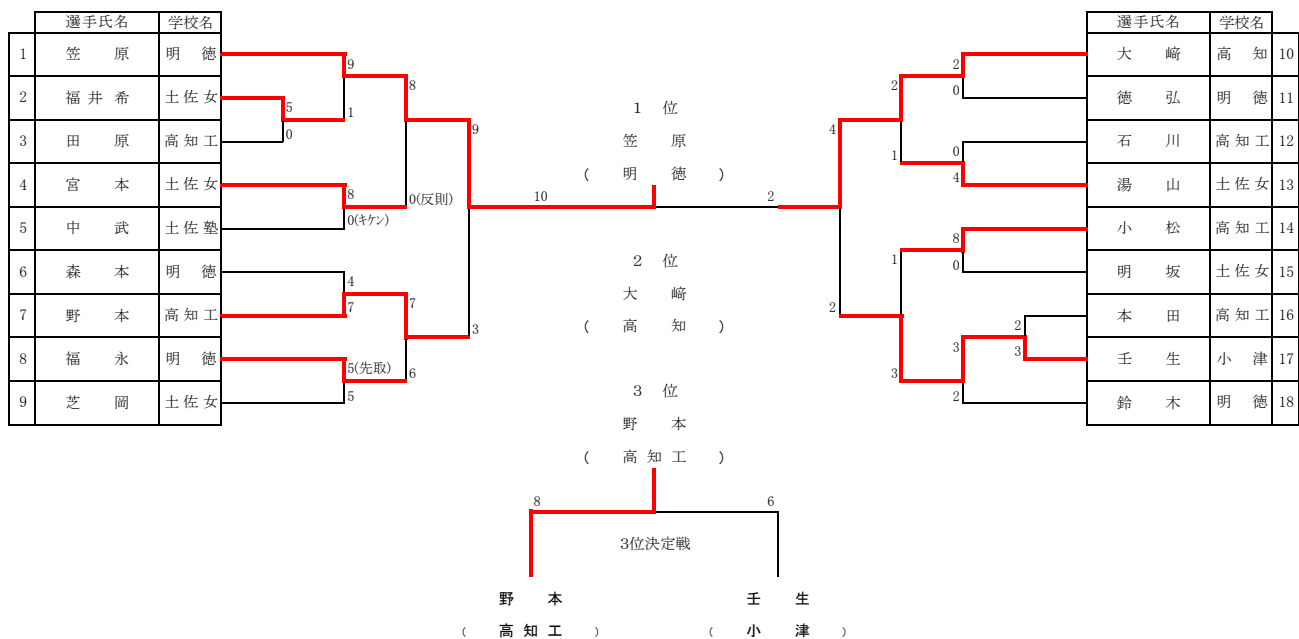 選手氏名 学校名
1 笠原 明徳
2 福井希 土佐女
3 田原 高知工
4 宮本 土佐女
5 中武 土佐塾
6 森本 明徳
7 野本 高知工
8 福永 明徳
9 芝岡 土佐女
9
8
5
1
0
9
8
0(反則)
0(ｷｹﾝ)
10
4
7
7
3
5(先取)
6
5
1 位
笠原
( 明徳 )
2 位
大﨑
( 高知 )
3 位
野本
( 高知工 )
8
6
3位決定戦
野本
( 高知工 )
壬生
( 小津 )
選手氏名 学校名
大﨑 高知 10
徳弘 明徳 11
石川 高知工 12
湯山 土佐女 13
小松 高知工 14
明坂 土佐女 15
本田 高知工 16
壬生 小津 17
鈴木 明徳 18
2
2
0
4
0
1
4
2
8
1
0
2
2
3
3
3
2